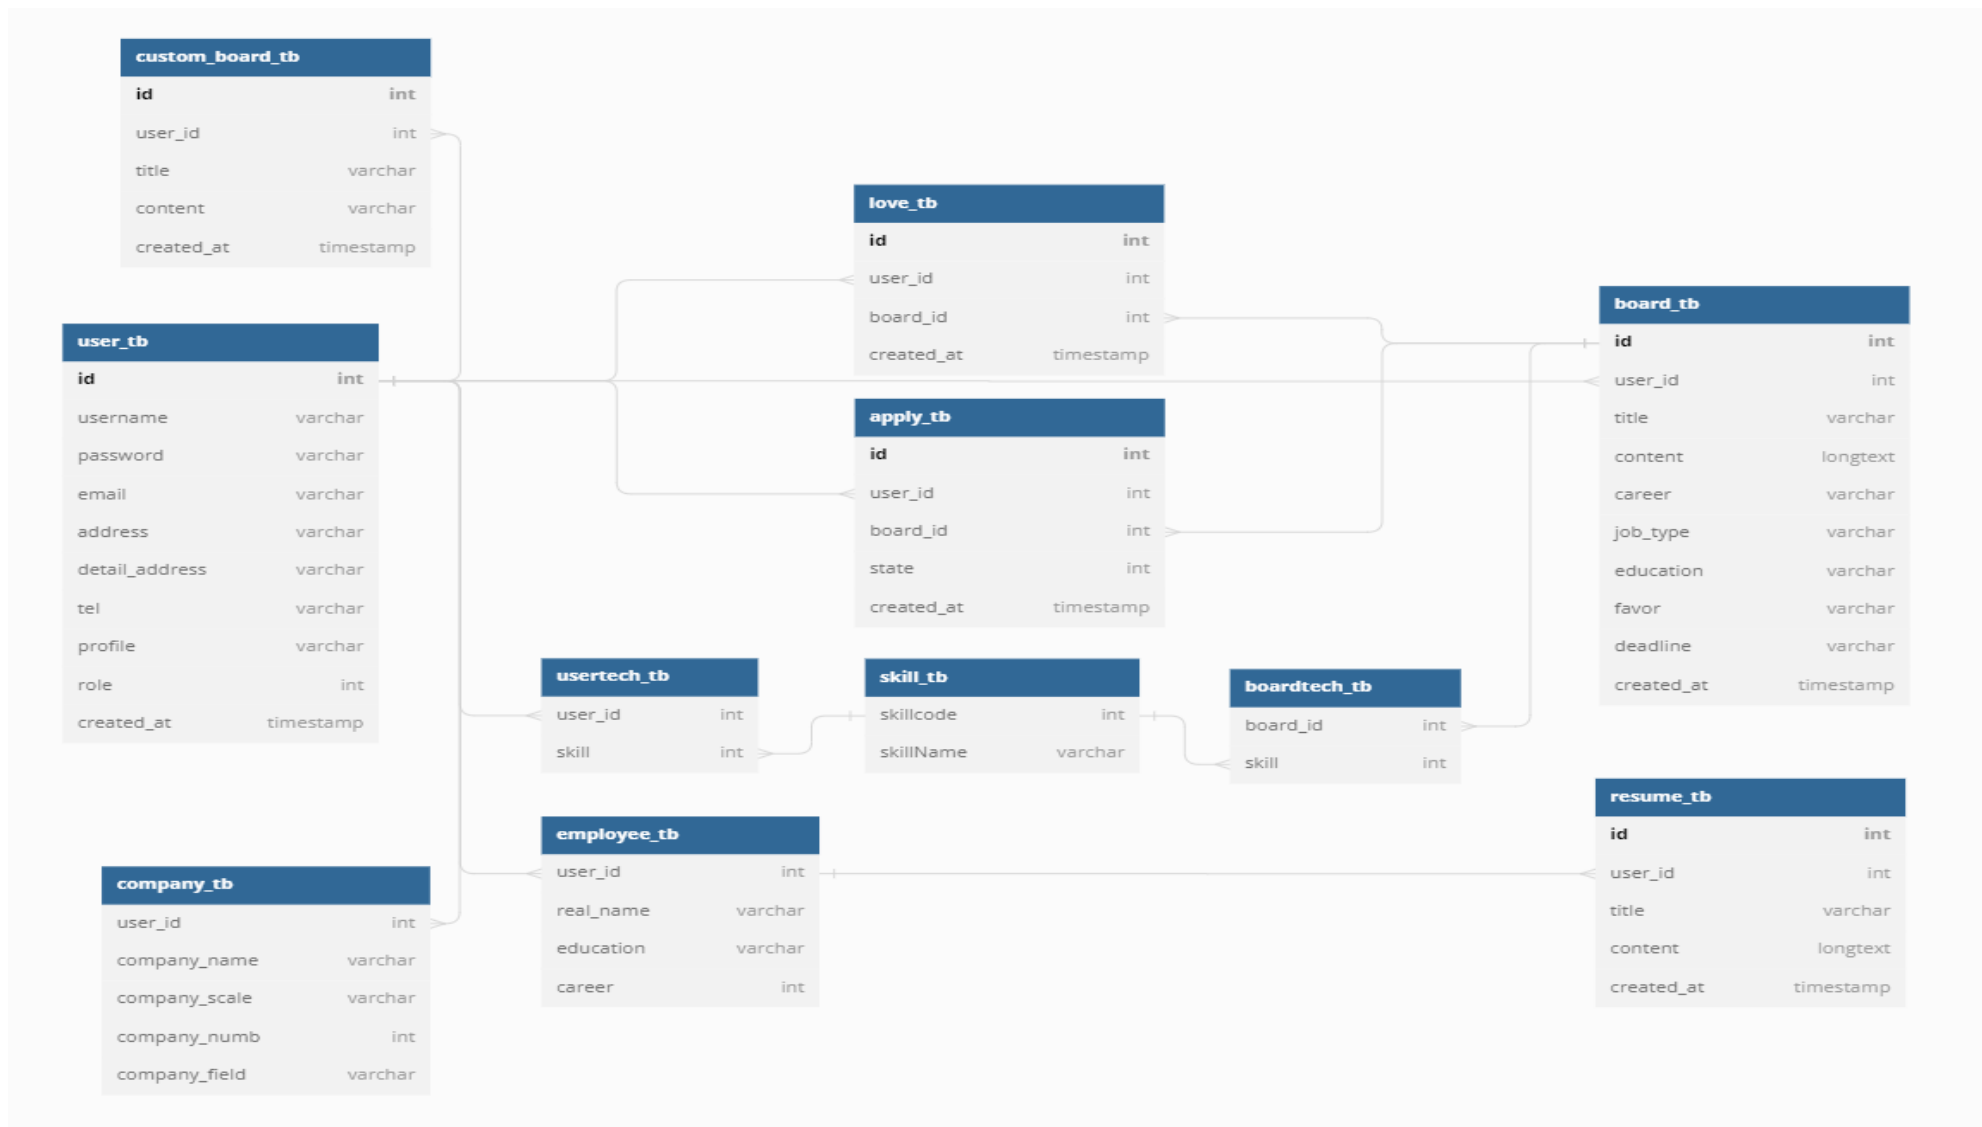 custom_board_tb
id int
user_id int
title varchar
content varchar
created_at timestamp
user_tb
id int
username varchar
password varchar
email varchar
address varchar
detail_address varchar
tel varchar
profile varchar
role int
created_at timestamp
company_tb
user_id int
company_name varchar
company_scale varchar
company_numb int
company_field varchar
love_tb
id int
user_id int
board_id int
created_at timestamp
apply_tb
id int
user_id int
board_id int
state int
created_at timestamp
usertech_tb
user_id int
skill int
skill_tb
skillcode int
skillName varchar
boardtech_tb
board_id int
skill int
employee_tb
user_id int
real_name varchar
education varchar
career int
board_tb
id int
user_id int
title varchar
content longtext
career varchar
job_type varchar
education varchar
favor varchar
deadline varchar
created_at timestamp
resume_tb
id int
user_id int
title varchar
content longtext
created_at timestamp